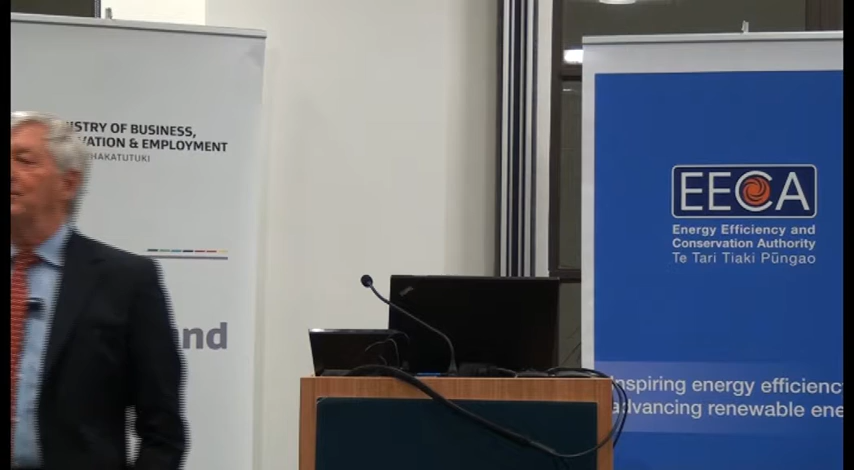 ISTRY OF BUSINESS,
VATION & EMPLOYMENT
HAKATUTUKI
and
EECA
Energy Efficiency and
Conservation Authority
Te Tari Tiaki Pūngao
nspiring energy efficiency
advancing renewable ene